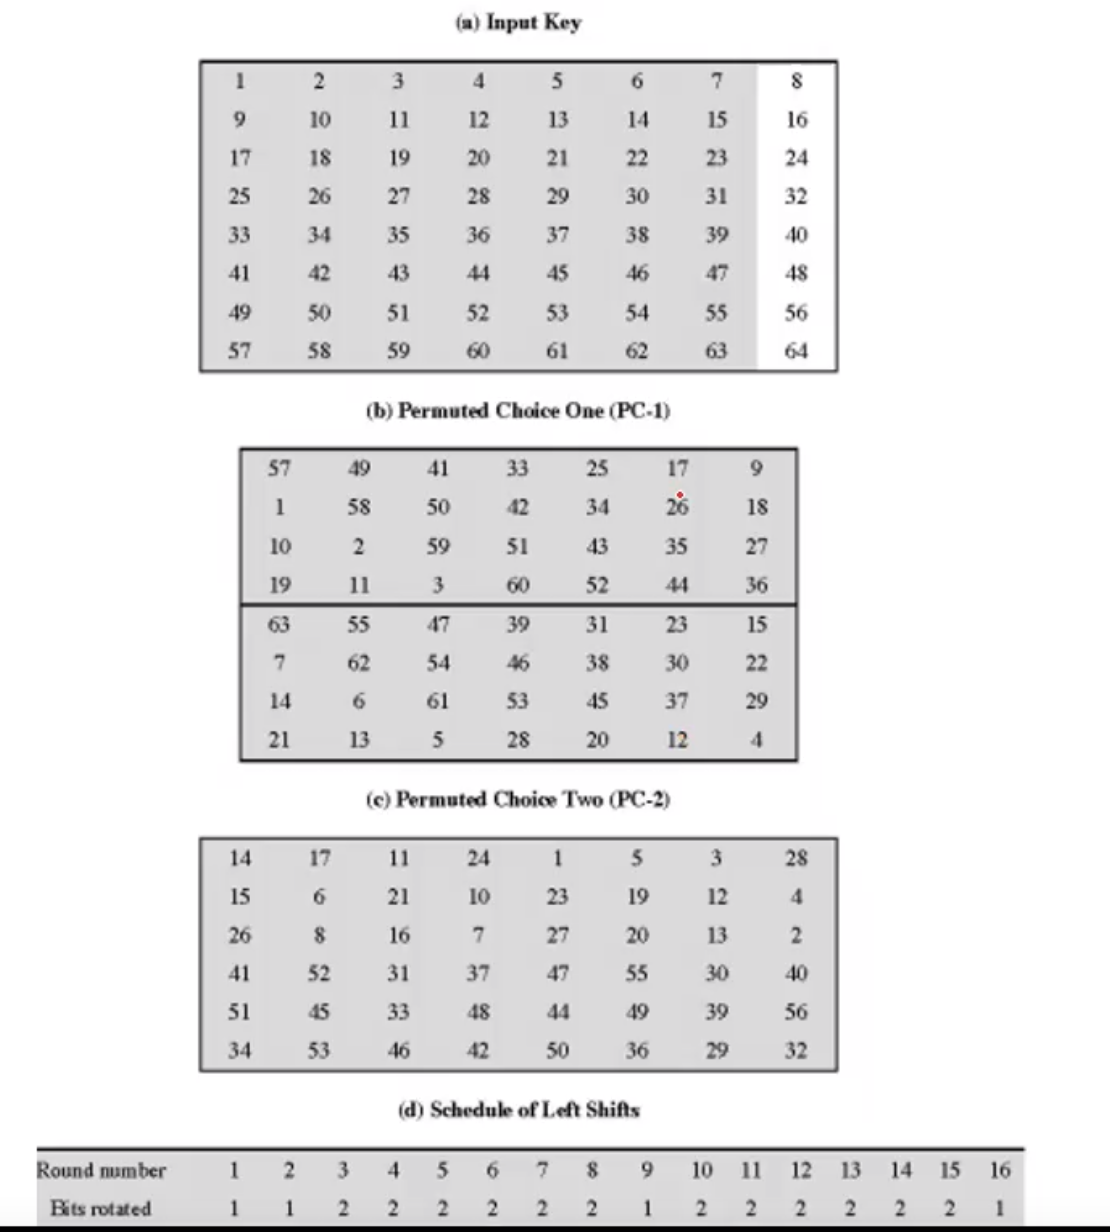 (a) Input Key
1 2 3 4 5 6 7 8
9 10 11 12 13 14 15 16
17 18 19 20 21 22 23 24
25 26 27 28 29 30 31 32
33 34 35 36 37 38 39 40
41 42 43 44 45 46 47 48
49 50 51 52 53 54 55 56
57 58 59 60 61 62 63 64
(b) Permuted Choice One (PC-1)
57 49 41 33 25 17 9
1 58 50 42 34 26 18
10 2 59 51 43 35 27
19 11 3 60 52 44 36
63 55 47 39 31 23 15
7 62 54 46 38 30 22
14 6 61 53 45 37 29
21 13 5 28 20 12 4
(c) Permuted Choice Two (PC-2)
14 17 11 24 1 5 3 28
15 6 21 10 23 19 12 4
26 8 16 7 27 20 13 2
41 52 31 37 47 55 30 40
51 45 33 48 44 49 39 56
34 53 46 42 50 36 29 32
(d) Schedule of Left Shifts
Round number 1 2 3 4 5 6 7 8 9 10 11 12 13 14 15 16
Bits rotated 1 1 2 2 2 2 2 2 1 2 2 2 2 2 2 1